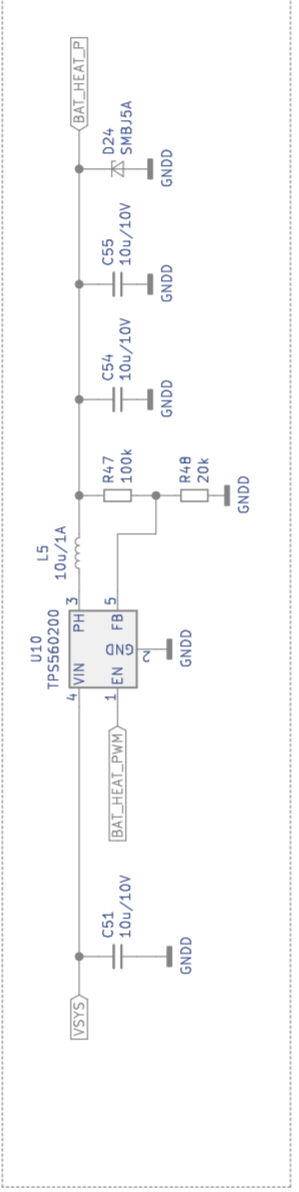 VSYS
C51
10u/10V
GNDD
BAT_HEAT_PWM
U10
TPS560200
4
VIN
PH
3
1
EN
FB
5
GND
2
GNDD
L5
10u/1A
R47
100k
R48
20k
GNDD
C54
10u/10V
GNDD
C55
10u/10V
GNDD
D24
SMBJ5A
GNDD
BAT_HEAT_P